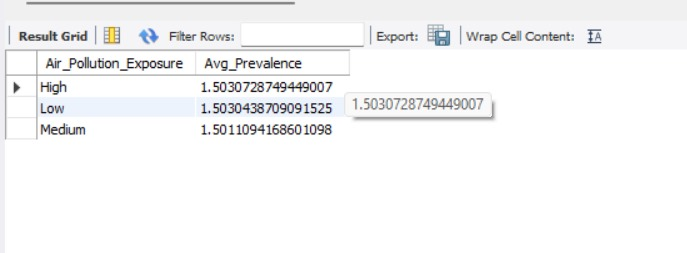 Result Grid Filter Rows: Export: Wrap Cell Content: IA
Air_Pollution_Exposure Avg_Prevalence
High 1.5030728749449007
Low 1.5030438709091525 1.5030728749449007
Medium 1.5011094168601098